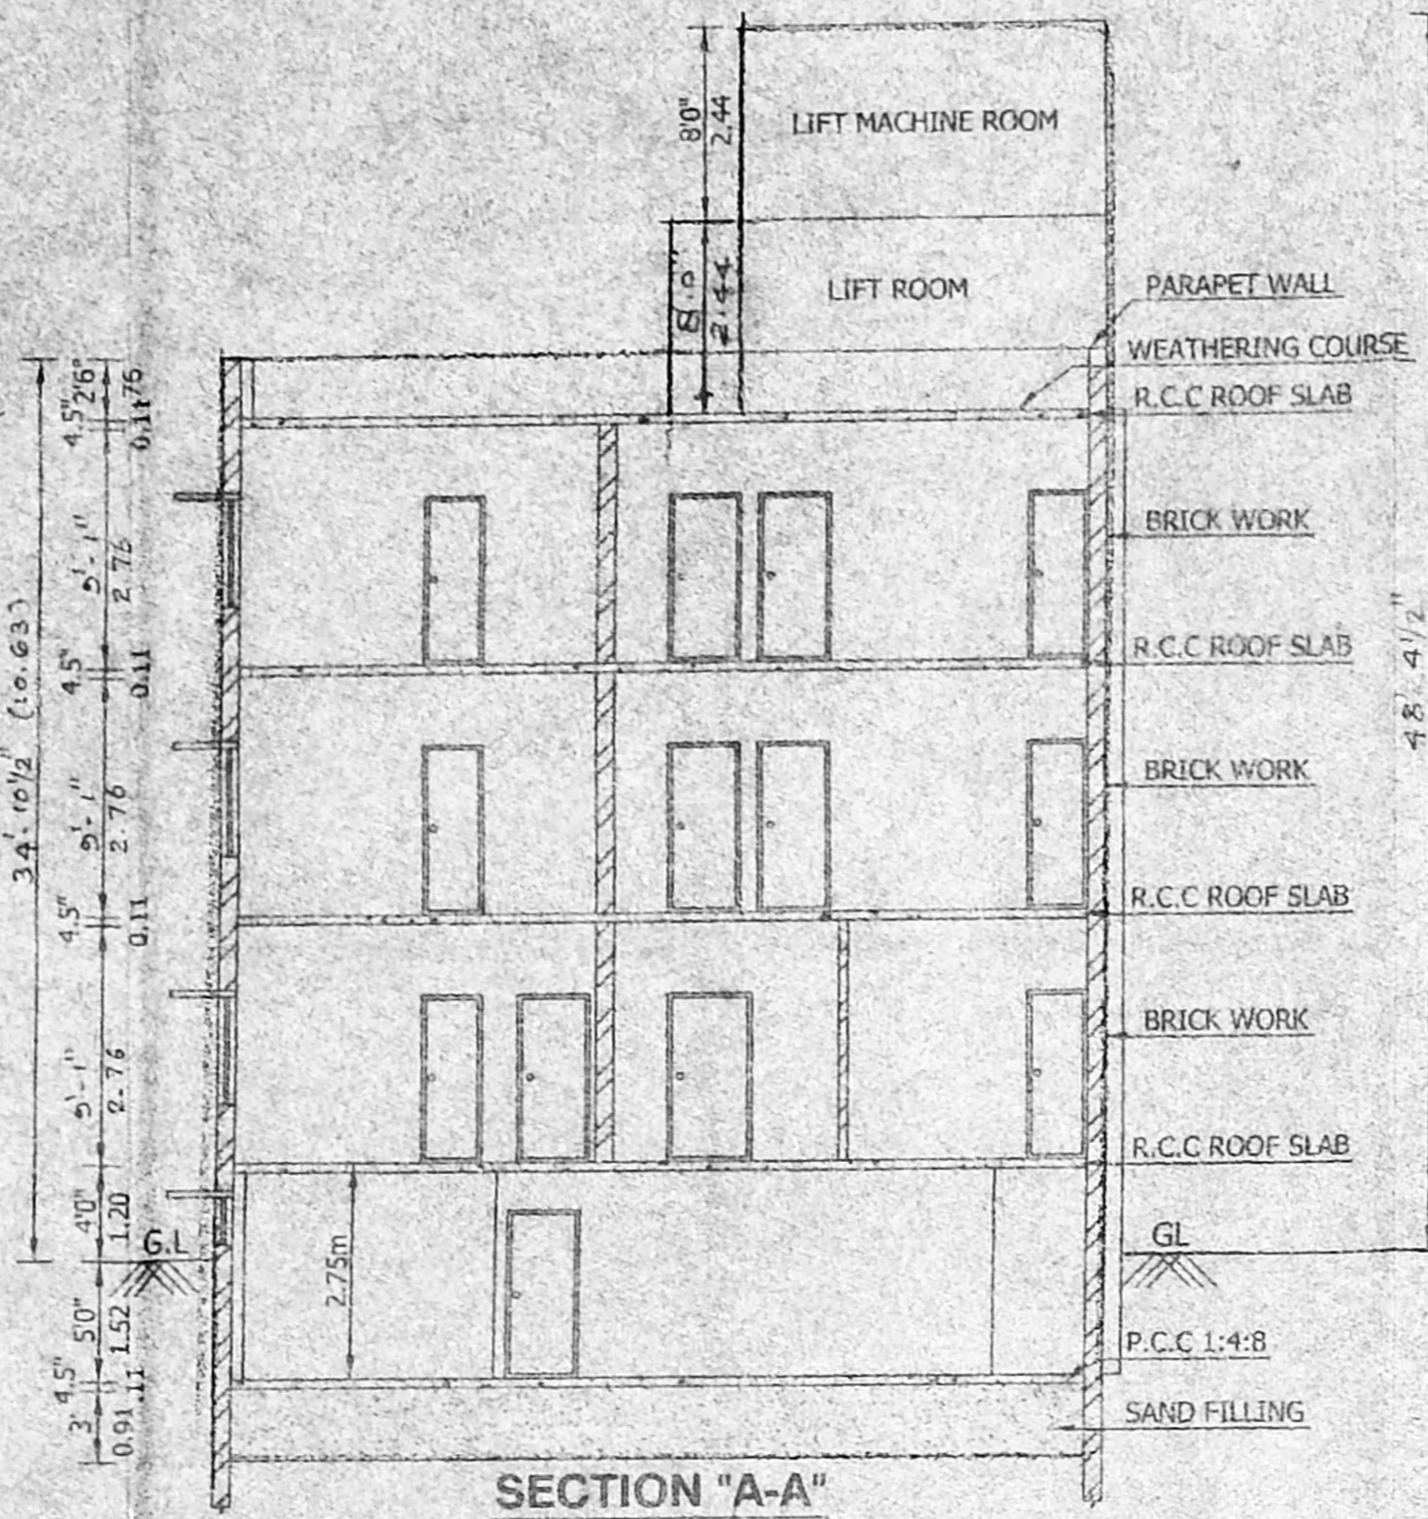 8'0"
2.44
LIFT MACHINE ROOM
8.0"
2.44
LIFT ROOM
PARAPET WALL
WEATHERING COURSE
R.C.C ROOF SLAB
2'6"
76
4.5"
0.11
BRICK WORK
9'-1"
2.76
R.C.C ROOF SLAB
4.5"
0.11
34'-10½" (10.63)
48' 4½"
BRICK WORK
9'-1"
2.76
R.C.C ROOF SLAB
4.5"
0.11
BRICK WORK
9'-1"
2.76
R.C.C ROOF SLAB
4'0"
1.20
G.L
GL
2.75m
5'0"
1.52
P.C.C 1:4:8
4.5"
.11
3'
0.91
SAND FILLING
SECTION "A-A"